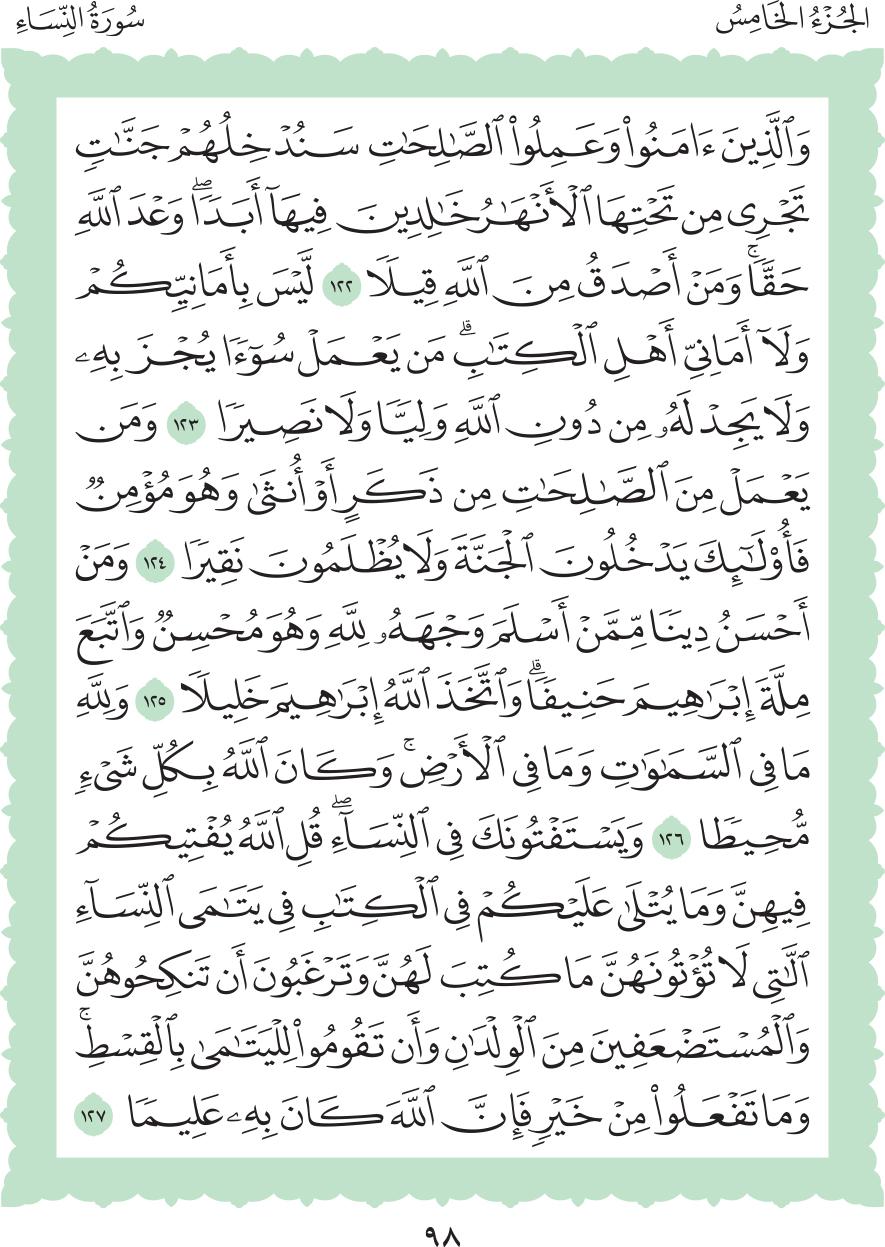 الجُزْءُ الخَامِسُ
سُورَةُ النِّسَاءِ
وَٱلَّذِينَ ءَامَنُوا۟ وَعَمِلُوا۟ ٱلصَّـٰلِحَـٰتِ سَنُدْخِلُهُمْ جَنَّـٰتٍ
تَجْرِى مِن تَحْتِهَا ٱلْأَنْهَـٰرُ خَـٰلِدِينَ فِيهَآ أَبَدًا ۖ وَعْدَ ٱللَّهِ
حَقًّا ۚ وَمَنْ أَصْدَقُ مِنَ ٱللَّهِ قِيلًا ١٢٢ لَّيْسَ بِأَمَانِيِّكُمْ
وَلَآ أَمَانِىِّ أَهْلِ ٱلْكِتَـٰبِ ۗ مَن يَعْمَلْ سُوٓءًا يُجْزَ بِهِۦ
وَلَا يَجِدْ لَهُۥ مِن دُونِ ٱللَّهِ وَلِيًّا وَلَا نَصِيرًا ١٢٣ وَمَن
يَعْمَلْ مِنَ ٱلصَّـٰلِحَـٰتِ مِن ذَكَرٍ أَوْ أُنثَىٰ وَهُوَ مُؤْمِنٌ
فَأُو۟لَـٰٓئِكَ يَدْخُلُونَ ٱلْجَنَّةَ وَلَا يُظْلَمُونَ نَقِيرًا ١٢٤ وَمَنْ
أَحْسَنُ دِينًا مِّمَّنْ أَسْلَمَ وَجْهَهُۥ لِلَّهِ وَهُوَ مُحْسِنٌ وَٱتَّبَعَ
مِلَّةَ إِبْرَٰهِيمَ حَنِيفًا ۗ وَٱتَّخَذَ ٱللَّهُ إِبْرَٰهِيمَ خَلِيلًا ١٢٥ وَلِلَّهِ
مَا فِى ٱلسَّمَـٰوَٰتِ وَمَا فِى ٱلْأَرْضِ ۚ وَكَانَ ٱللَّهُ بِكُلِّ شَىْءٍ
مُّحِيطًا ١٢٦ وَيَسْتَفْتُونَكَ فِى ٱلنِّسَآءِ ۖ قُلِ ٱللَّهُ يُفْتِيكُمْ
فِيهِنَّ وَمَا يُتْلَىٰ عَلَيْكُمْ فِى ٱلْكِتَـٰبِ فِى يَتَـٰمَى ٱلنِّسَآءِ
ٱلَّـٰتِى لَا تُؤْتُونَهُنَّ مَا كُتِبَ لَهُنَّ وَتَرْغَبُونَ أَن تَنكِحُوهُنَّ
وَٱلْمُسْتَضْعَفِينَ مِنَ ٱلْوِلْدَٰنِ وَأَن تَقُومُوا۟ لِلْيَتَـٰمَىٰ بِٱلْقِسْطِ ۚ
وَمَا تَفْعَلُوا۟ مِنْ خَيْرٍ فَإِنَّ ٱللَّهَ كَانَ بِهِۦ عَلِيمًا ١٢٧
٩٨